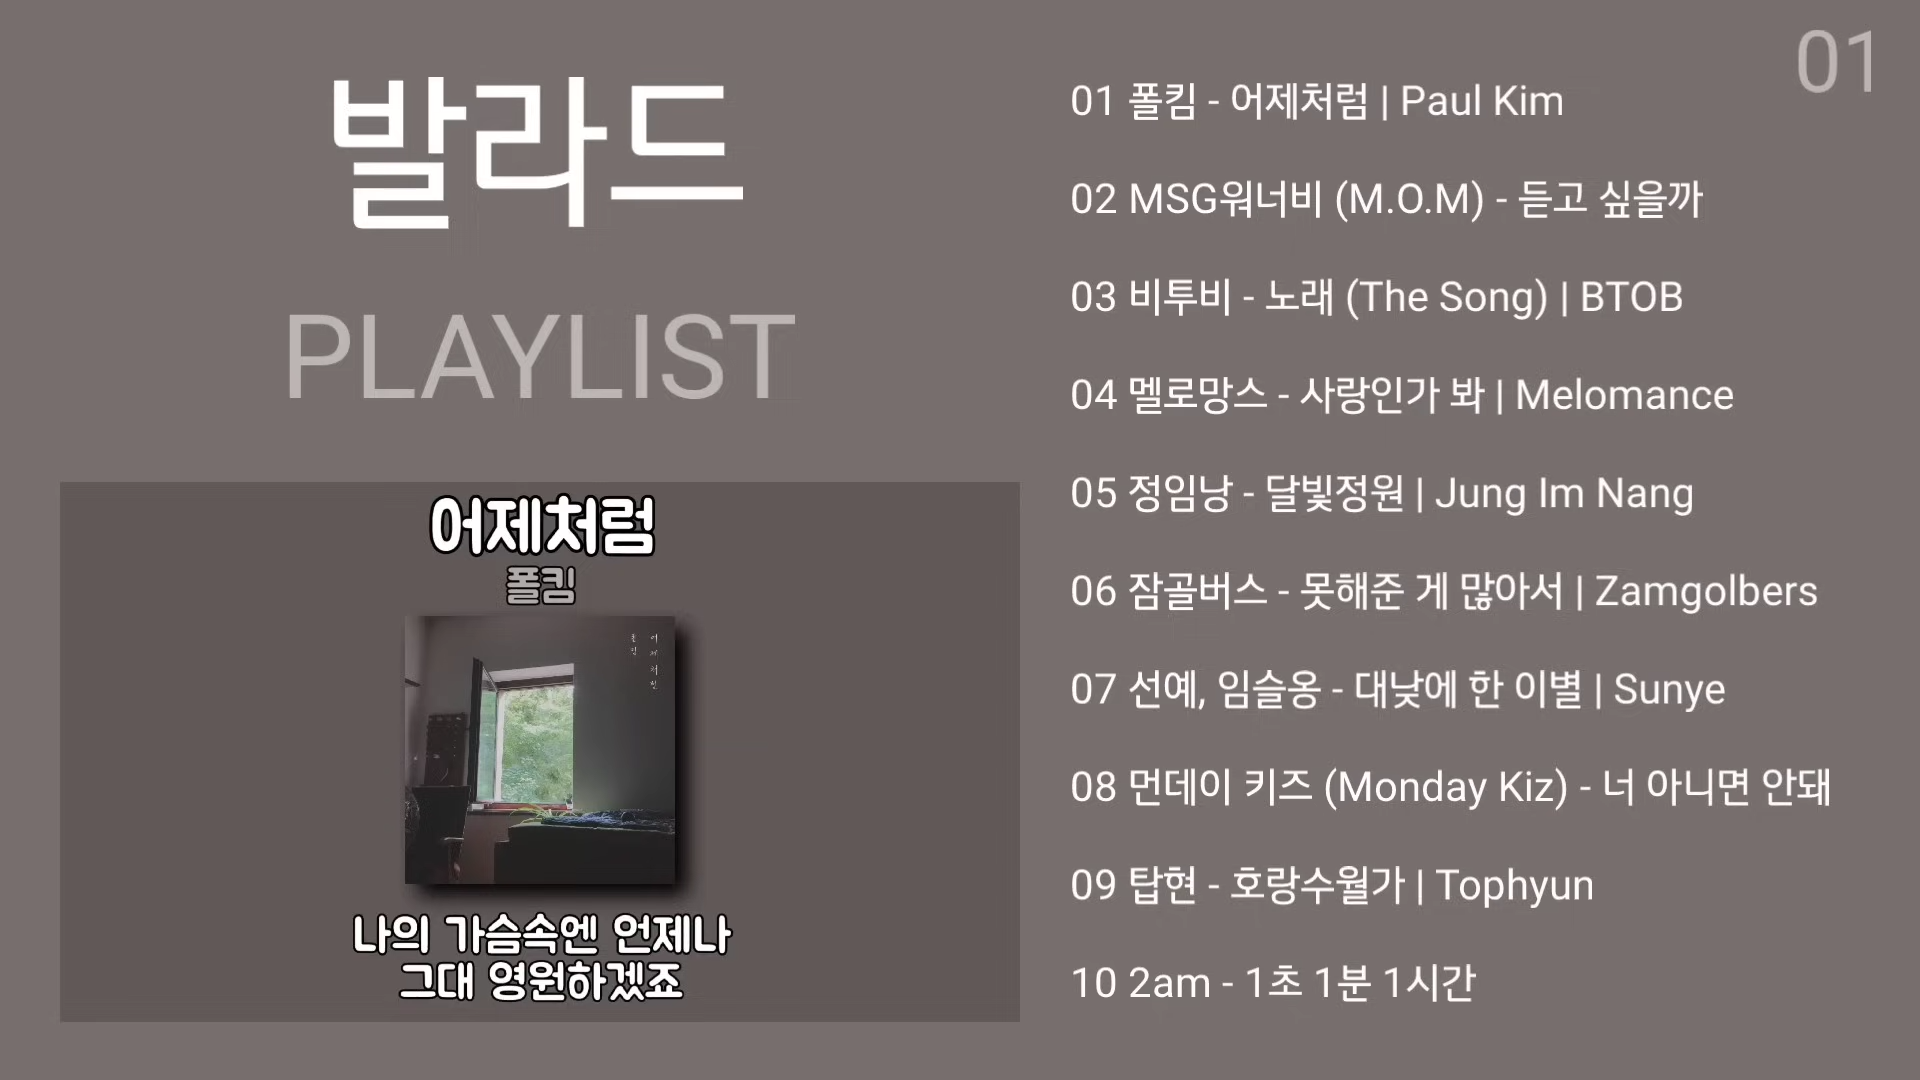 발라드
PLAYLIST
어제처럼
폴킴
어제처럼
폴킴
나의 가슴속엔 언제나
그대 영원하겠죠
01
01 폴킴 - 어제처럼 | Paul Kim
02 MSG워너비 (M.O.M) - 듣고 싶을까
03 비투비 - 노래 (The Song) | BTOB
04 멜로망스 - 사랑인가 봐 | Melomance
05 정임낭 - 달빛정원 | Jung Im Nang
06 잠골버스 - 못해준 게 많아서 | Zamgolbers
07 선예, 임슬옹 - 대낮에 한 이별 | Sunye
08 먼데이 키즈 (Monday Kiz) - 너 아니면 안돼
09 탑현 - 호랑수월가 | Tophyun
10 2am - 1초 1분 1시간